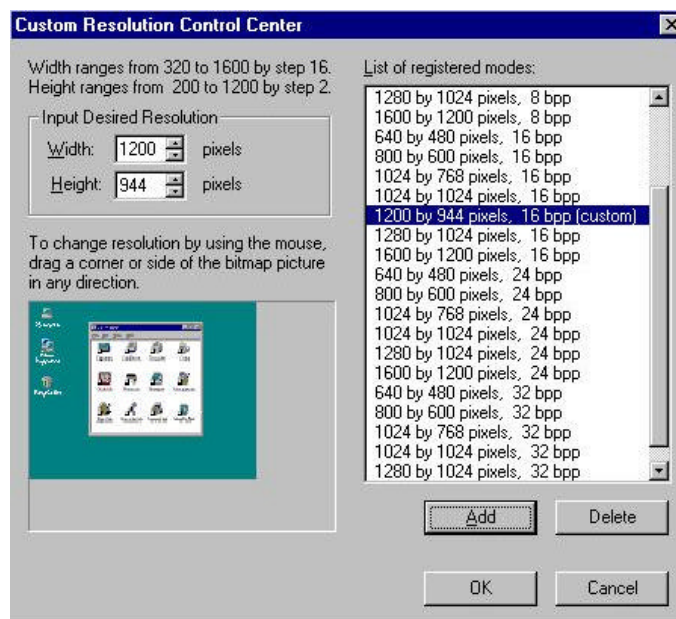 Custom Resolution Control Center
Width ranges from 320 to 1600 by step 16.
Height ranges from 200 to 1200 by step 2.
Input Desired Resolution
Width: 1200 pixels
Height: 944 pixels
To change resolution by using the mouse,
drag a corner or side of the bitmap picture
in any direction.
List of registered modes:
1280 by 1024 pixels, 8 bpp
1600 by 1200 pixels, 8 bpp
640 by 480 pixels, 16 bpp
800 by 600 pixels, 16 bpp
1024 by 768 pixels, 16 bpp
1024 by 1024 pixels, 16 bpp
1200 by 944 pixels, 16 bpp (custom)
1280 by 1024 pixels, 16 bpp
1600 by 1200 pixels, 16 bpp
640 by 480 pixels, 24 bpp
800 by 600 pixels, 24 bpp
1024 by 768 pixels, 24 bpp
1024 by 1024 pixels, 24 bpp
1280 by 1024 pixels, 24 bpp
1600 by 1200 pixels, 24 bpp
640 by 480 pixels, 32 bpp
800 by 600 pixels, 32 bpp
1024 by 768 pixels, 32 bpp
1024 by 1024 pixels, 32 bpp
1280 by 1024 pixels, 32 bpp
Add
Delete
OK
Cancel